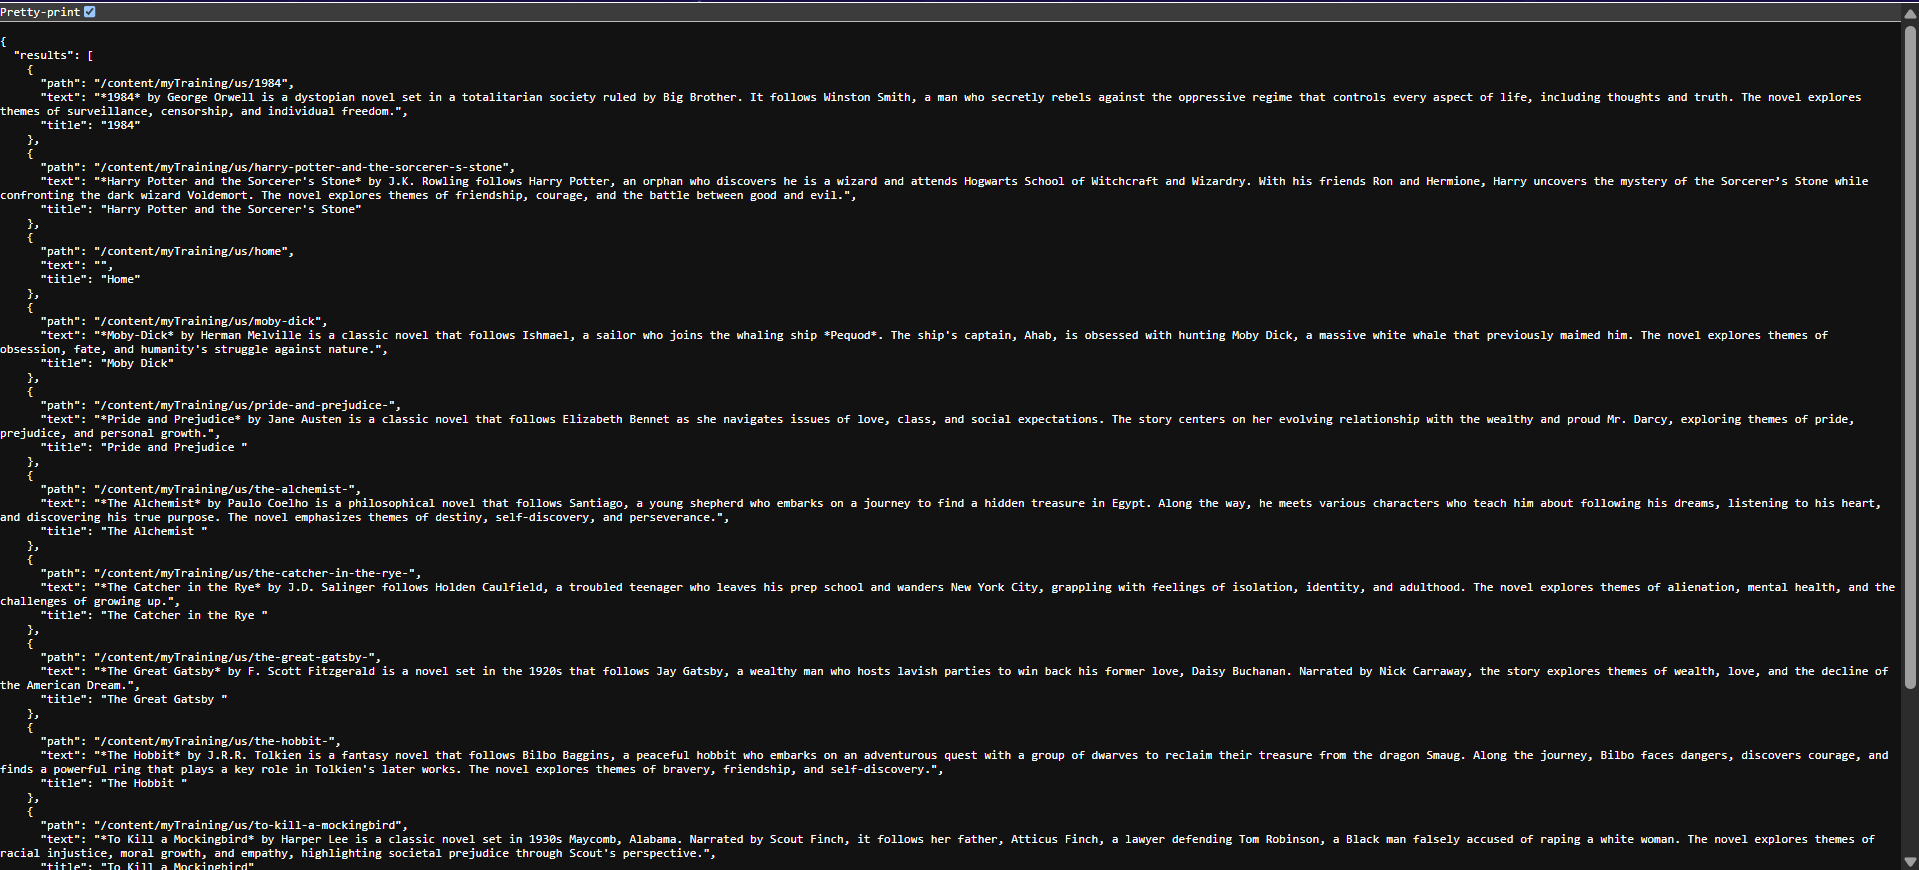 Pretty-print
{
  "results": [
    {
      "path": "/content/myTraining/us/1984",
      "text": "*1984* by George Orwell is a dystopian novel set in a totalitarian society ruled by Big Brother. It follows Winston Smith, a man who secretly rebels against the oppressive regime that controls every aspect of life, including thoughts and truth. The novel explores
themes of surveillance, censorship, and individual freedom.",
      "title": "1984"
    },
    {
      "path": "/content/myTraining/us/harry-potter-and-the-sorcerer-s-stone",
      "text": "*Harry Potter and the Sorcerer's Stone* by J.K. Rowling follows Harry Potter, an orphan who discovers he is a wizard and attends Hogwarts School of Witchcraft and Wizardry. With his friends Ron and Hermione, Harry uncovers the mystery of the Sorcerer’s Stone while
confronting the dark wizard Voldemort. The novel explores themes of friendship, courage, and the battle between good and evil.",
      "title": "Harry Potter and the Sorcerer's Stone"
    },
    {
      "path": "/content/myTraining/us/home",
      "text": "",
      "title": "Home"
    },
    {
      "path": "/content/myTraining/us/moby-dick",
      "text": "*Moby-Dick* by Herman Melville is a classic novel that follows Ishmael, a sailor who joins the whaling ship *Pequod*. The ship's captain, Ahab, is obsessed with hunting Moby Dick, a massive white whale that previously maimed him. The novel explores themes of
obsession, fate, and humanity's struggle against nature.",
      "title": "Moby Dick"
    },
    {
      "path": "/content/myTraining/us/pride-and-prejudice-",
      "text": "*Pride and Prejudice* by Jane Austen is a classic novel that follows Elizabeth Bennet as she navigates issues of love, class, and social expectations. The story centers on her evolving relationship with the wealthy and proud Mr. Darcy, exploring themes of pride,
prejudice, and personal growth.",
      "title": "Pride and Prejudice "
    },
    {
      "path": "/content/myTraining/us/the-alchemist-",
      "text": "*The Alchemist* by Paulo Coelho is a philosophical novel that follows Santiago, a young shepherd who embarks on a journey to find a hidden treasure in Egypt. Along the way, he meets various characters who teach him about following his dreams, listening to his heart,
and discovering his true purpose. The novel emphasizes themes of destiny, self-discovery, and perseverance.",
      "title": "The Alchemist "
    },
    {
      "path": "/content/myTraining/us/the-catcher-in-the-rye-",
      "text": "*The Catcher in the Rye* by J.D. Salinger follows Holden Caulfield, a troubled teenager who leaves his prep school and wanders New York City, grappling with feelings of isolation, identity, and adulthood. The novel explores themes of alienation, mental health, and the
challenges of growing up.",
      "title": "The Catcher in the Rye "
    },
    {
      "path": "/content/myTraining/us/the-great-gatsby-",
      "text": "*The Great Gatsby* by F. Scott Fitzgerald is a novel set in the 1920s that follows Jay Gatsby, a wealthy man who hosts lavish parties to win back his former love, Daisy Buchanan. Narrated by Nick Carraway, the story explores themes of wealth, love, and the decline of
the American Dream.",
      "title": "The Great Gatsby "
    },
    {
      "path": "/content/myTraining/us/the-hobbit-",
      "text": "*The Hobbit* by J.R.R. Tolkien is a fantasy novel that follows Bilbo Baggins, a peaceful hobbit who embarks on an adventurous quest with a group of dwarves to reclaim their treasure from the dragon Smaug. Along the journey, Bilbo faces dangers, discovers courage, and
finds a powerful ring that plays a key role in Tolkien's later works. The novel explores themes of bravery, friendship, and self-discovery.",
      "title": "The Hobbit "
    },
    {
      "path": "/content/myTraining/us/to-kill-a-mockingbird",
      "text": "*To Kill a Mockingbird* by Harper Lee is a classic novel set in 1930s Maycomb, Alabama. Narrated by Scout Finch, it follows her father, Atticus Finch, a lawyer defending Tom Robinson, a Black man falsely accused of raping a white woman. The novel explores themes of
racial injustice, moral growth, and empathy, highlighting societal prejudice through Scout's perspective.",
      "title": "To Kill a Mockingbird"